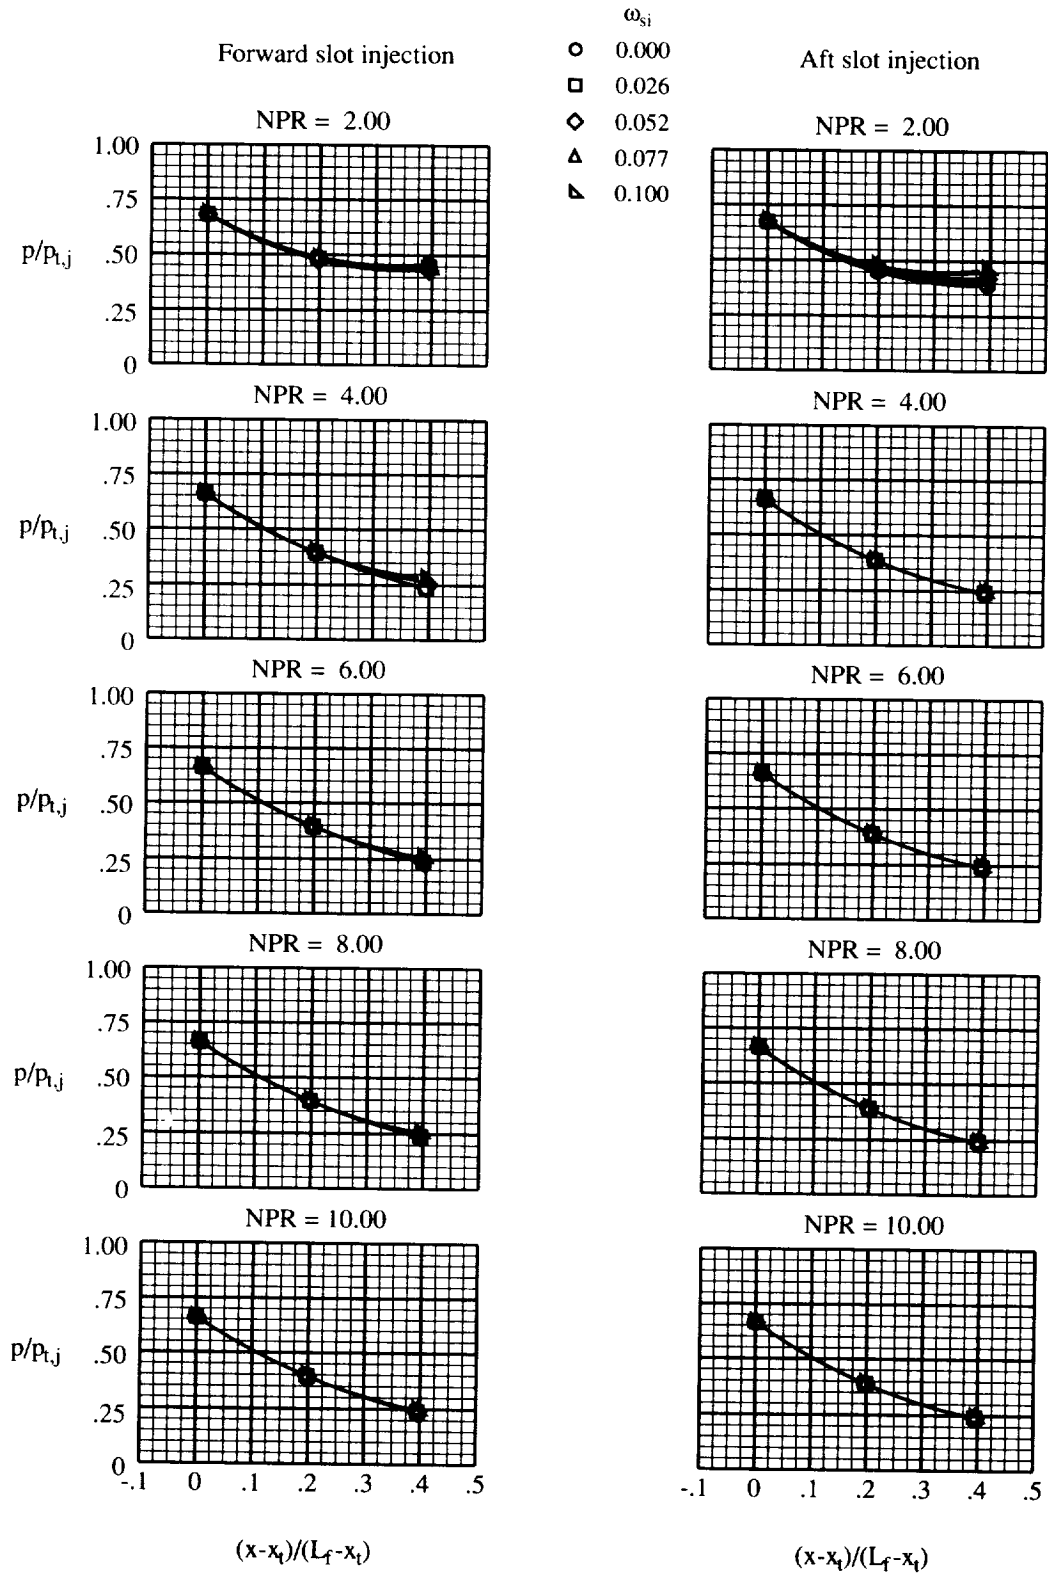 ω_si
Forward slot injection
0.000
0.026
0.052
0.077
0.100
Aft slot injection
NPR = 2.00
1.00
.75
.50
.25
0
p/p_t,j
NPR = 2.00
NPR = 4.00
1.00
.75
.50
.25
0
p/p_t,j
NPR = 4.00
NPR = 6.00
1.00
.75
.50
.25
0
p/p_t,j
NPR = 6.00
NPR = 8.00
1.00
.75
.50
.25
0
p/p_t,j
NPR = 8.00
NPR = 10.00
1.00
.75
.50
.25
0
p/p_t,j
-.1 0 .1 .2 .3 .4 .5
(x-x_t)/(L_f-x_t)
NPR = 10.00
-.1 0 .1 .2 .3 .4 .5
(x-x_t)/(L_f-x_t)